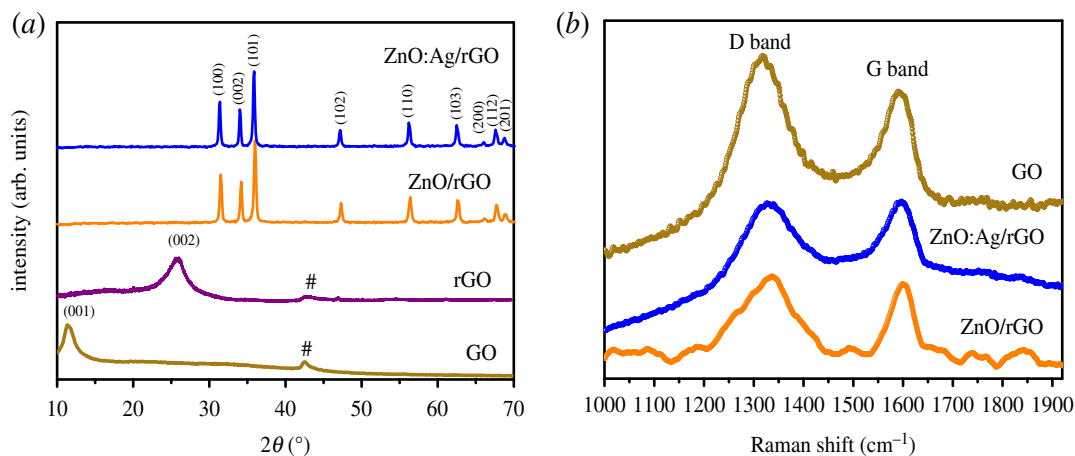 (a)
ZnO:Ag/rGO
(100)
(002)
(101)
(102)
(110)
(103)
(200)
(112)
(201)
ZnO/rGO
(002)
#
rGO
(001)
#
GO
intensity (arb. units)
10 20 30 40 50 60 70
2θ (°)
(b)
D band
G band
GO
ZnO:Ag/rGO
ZnO/rGO
1000 1100 1200 1300 1400 1500 1600 1700 1800 1900
Raman shift (cm⁻¹)